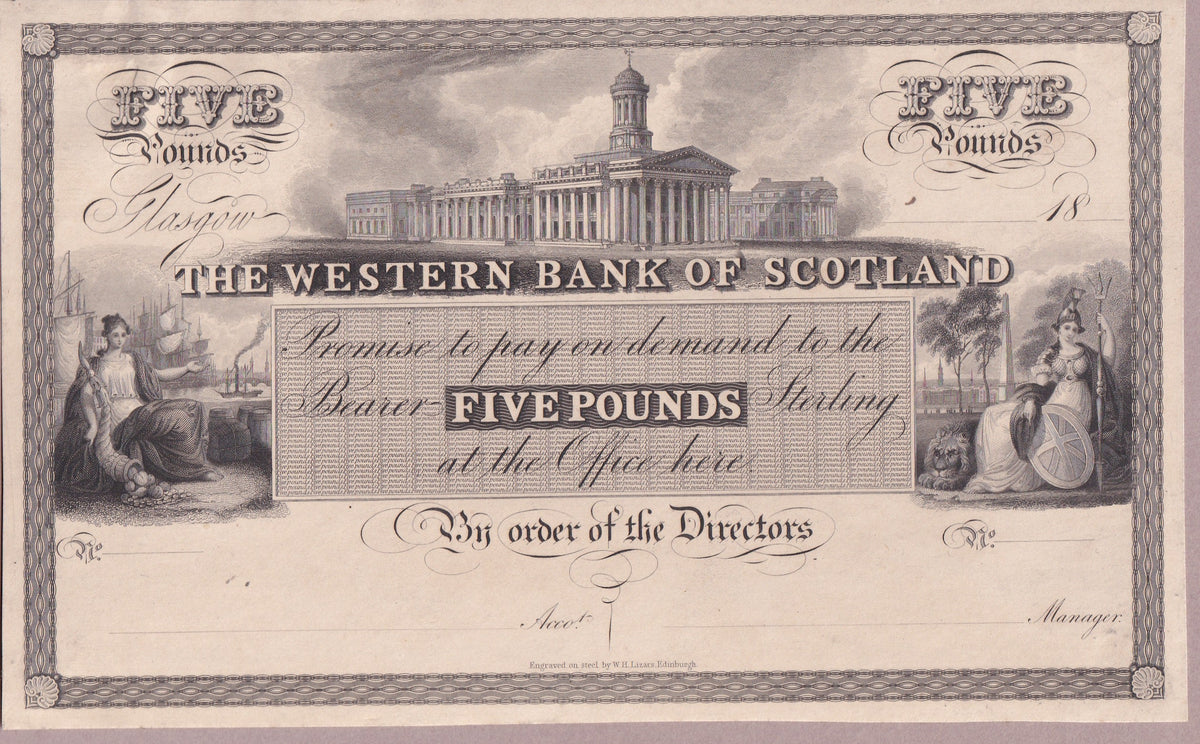 FIVE Pounds
FIVE Pounds
Glasgow 18
THE WESTERN BANK OF SCOTLAND
Promise to pay on demand to the
Bearer FIVE POUNDS Sterling
at the Office here
By order of the Directors
No. No.
Accot. Manager.
Engraved on steel by W.H. Lizars, Edinburgh.